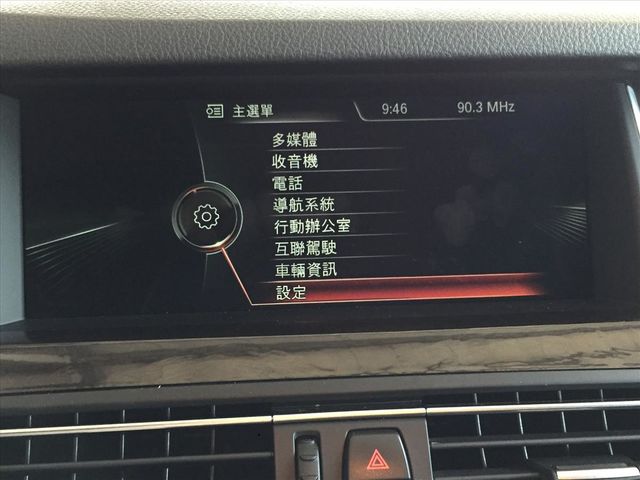 主選單 9:46 90.3 MHz
多媒體
收音機
電話
導航系統
行動辦公室
互聯駕駛
車輛資訊
設定